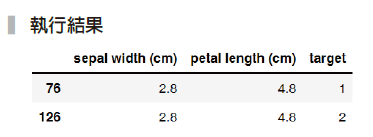 執行結果
sepal width (cm) petal length (cm) target
76 2.8 4.8 1
126 2.8 4.8 2